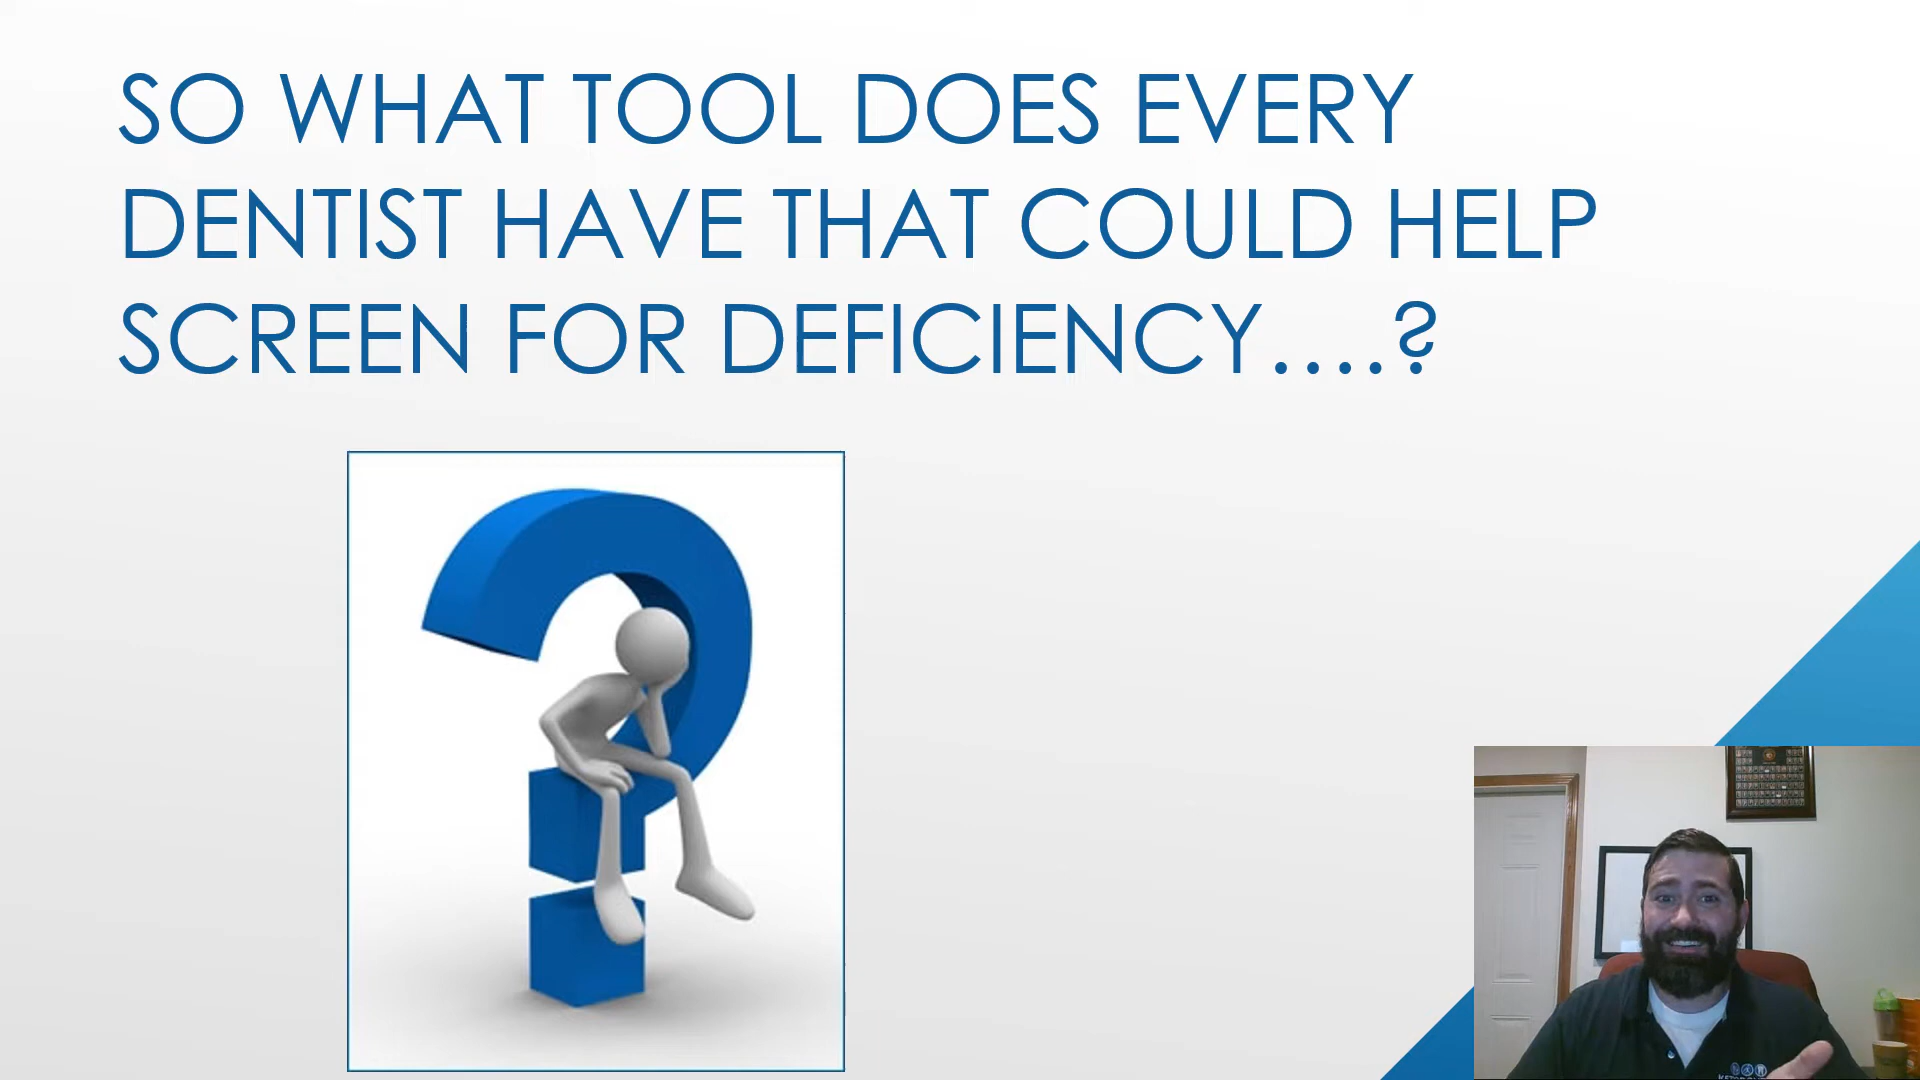 SO WHAT TOOL DOES EVERY
DENTIST HAVE THAT COULD HELP
SCREEN FOR DEFICIENCY....?